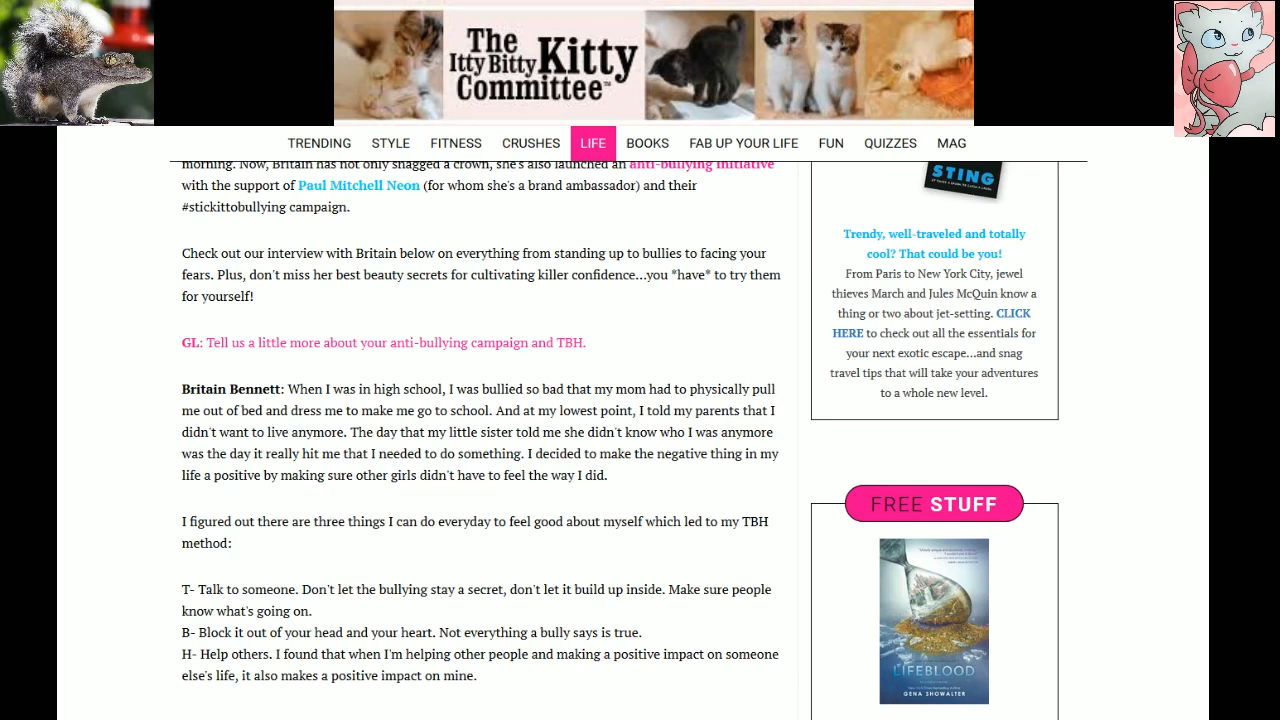 The
Itty Bitty Kitty
Committee™
TRENDING STYLE FITNESS CRUSHES LIFE BOOKS FAB UP YOUR LIFE FUN QUIZZES MAG
morning. Now, Britain has not only snagged a crown, she's also launched an anti-bullying initiative
with the support of Paul Mitchell Neon (for whom she's a brand ambassador) and their
#stickittobullying campaign.
Check out our interview with Britain below on everything from standing up to bullies to facing your
fears. Plus, don't miss her best beauty secrets for cultivating killer confidence...you *have* to try them
for yourself!
GL: Tell us a little more about your anti-bullying campaign and TBH.
Britain Bennett: When I was in high school, I was bullied so bad that my mom had to physically pull
me out of bed and dress me to make me go to school. And at my lowest point, I told my parents that I
didn't want to live anymore. The day that my little sister told me she didn't know who I was anymore
was the day it really hit me that I needed to do something. I decided to make the negative thing in my
life a positive by making sure other girls didn't have to feel the way I did.
I figured out there are three things I can do everyday to feel good about myself which led to my TBH
method:
T- Talk to someone. Don't let the bullying stay a secret, don't let it build up inside. Make sure people
know what's going on.
B- Block it out of your head and your heart. Not everything a bully says is true.
H- Help others. I found that when I'm helping other people and making a positive impact on someone
else's life, it also makes a positive impact on mine.
STING
Trendy, well-traveled and totally
cool? That could be you!
From Paris to New York City, jewel
thieves March and Jules McQuin know a
thing or two about jet-setting. CLICK
HERE to check out all the essentials for
your next exotic escape...and snag
travel tips that will take your adventures
to a whole new level.
FREE STUFF
LIFEBLOOD
GENA SHOWALTER